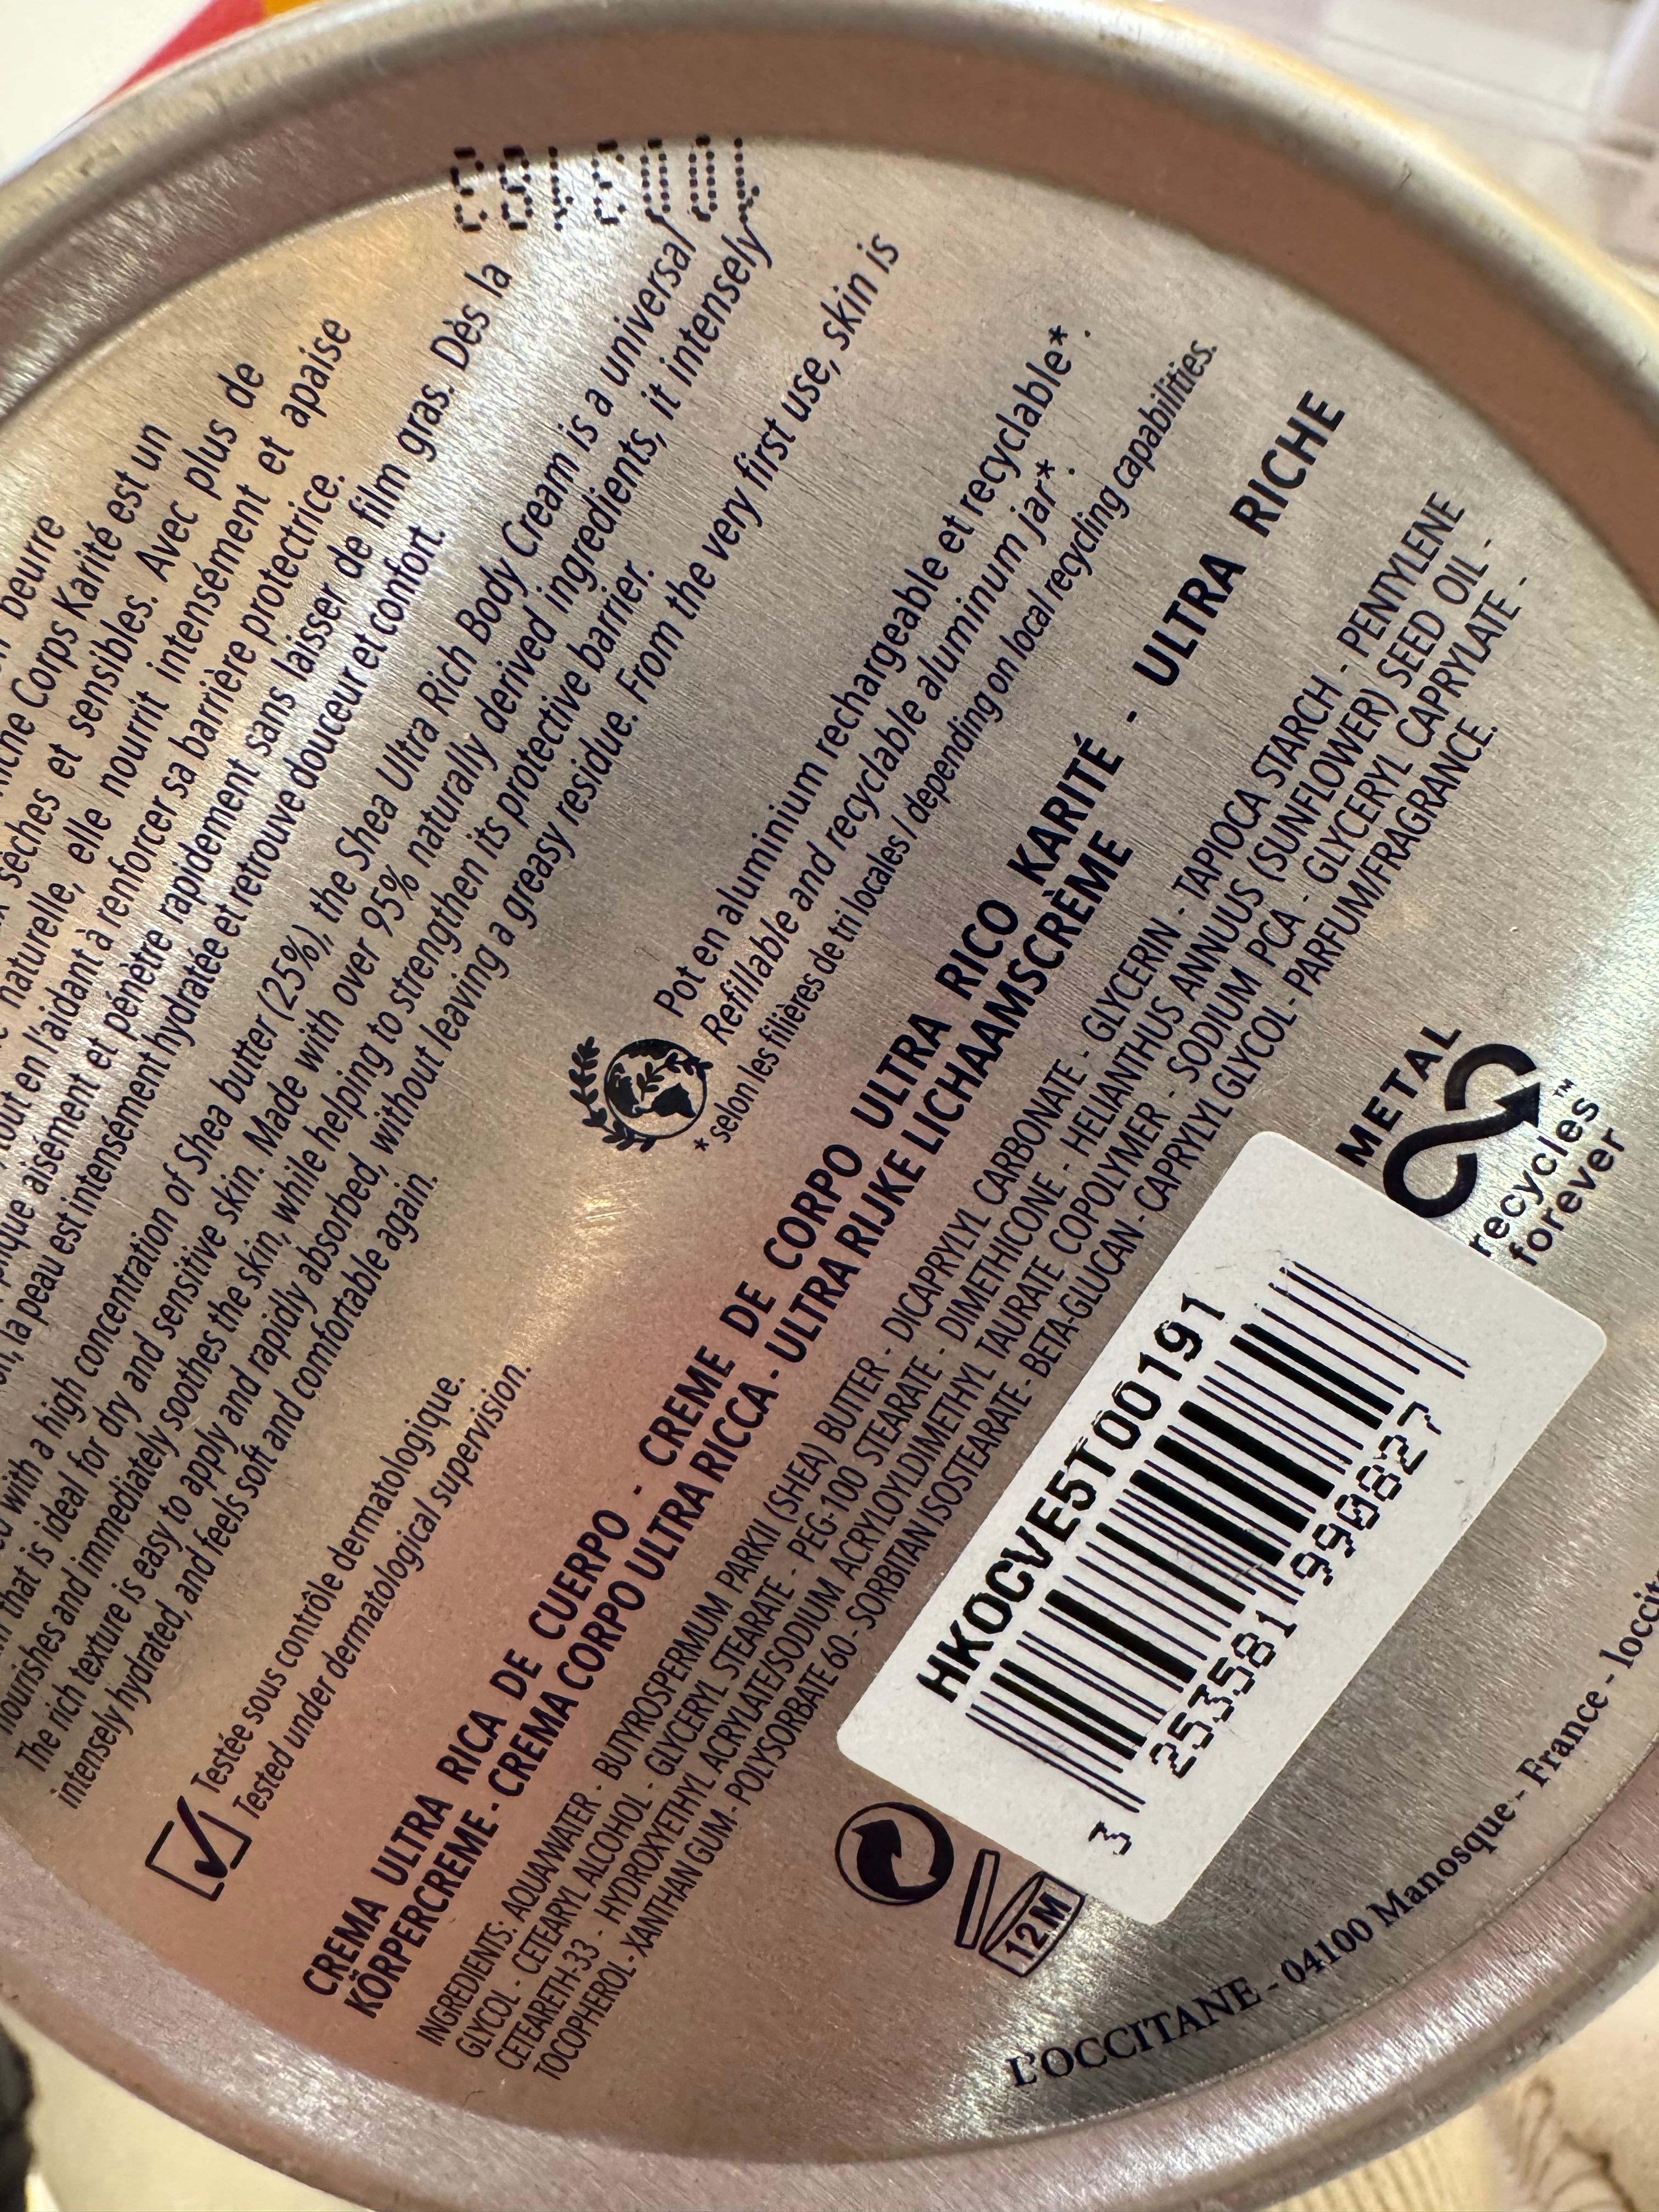 beurre
riche Corps Karité est un
sèches et sensibles. Avec plus de
naturelle, elle nourrit intensément et apaise
tout en l'aidant à renforcer sa barrière protectrice.
aisément et pénètre rapidement sans laisser de film gras. Dès la
la peau est intensément hydratée et retrouve douceur et confort.
with a high concentration of Shea butter (25%), the Shea Ultra Rich Body Cream is a universal
that is ideal for dry and sensitive skin. Made with over 95% naturally derived ingredients, it intensely
nourishes and immediately soothes the skin, while helping to strengthen its protective barrier.
The rich texture is easy to apply and rapidly absorbed, without leaving a greasy residue. From the very first use, skin is
intensely hydrated, and feels soft and comfortable again.
Testée sous contrôle dermatologique.
Tested under dermatological supervision.
Pot en aluminium rechargeable et recyclable*.
Refillable and recyclable aluminum jar*.
* selon les filières de tri locales / depending on local recycling capabilities.
CREMA ULTRA RICA DE CUERPO - CREME DE CORPO ULTRA RICO KARITÉ - ULTRA RICHE
KÖRPERCREME - CREMA CORPO ULTRA RICCA - ULTRA RIJKE LICHAAMSCRÈME
INGREDIENTS: AQUA/WATER - BUTYROSPERMUM PARKII (SHEA) BUTTER - DICAPRYLYL CARBONATE - GLYCERIN - TAPIOCA STARCH - PENTYLENE
GLYCOL - CETEARYL ALCOHOL - GLYCERYL STEARATE - PEG-100 STEARATE - DIMETHICONE - HELIANTHUS ANNUUS (SUNFLOWER) SEED OIL -
CETEARETH-33 - HYDROXYETHYL ACRYLATE/SODIUM ACRYLOYLDIMETHYL TAURATE COPOLYMER - SODIUM PCA - GLYCERYL CAPRYLATE -
TOCOPHEROL - XANTHAN GUM - POLYSORBATE 60 - SORBITAN ISOSTEARATE - BETA-GLUCAN - CAPRYLYL GLYCOL - PARFUM/FRAGRANCE.
METAL
recycles™
forever
HKOCVE5T00191
3 253581 990827
12M
L'OCCITANE - 04100 Manosque - France - loccit